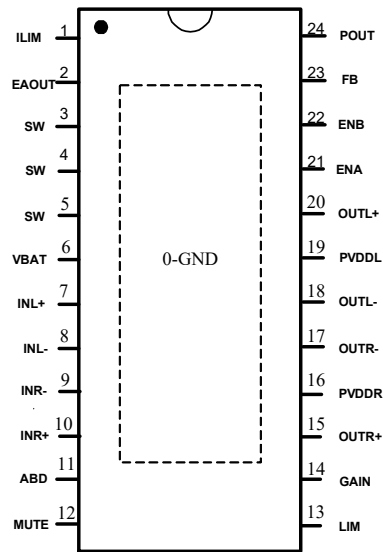 ILIM 1
EAOUT 2
SW 3
SW 4
SW 5
VBAT 6
INL+ 7
INL- 8
INR- 9
INR+ 10
ABD 11
MUTE 12
0-GND
24 POUT
23 FB
22 ENB
21 ENA
20 OUTL+
19 PVDDL
18 OUTL-
17 OUTR-
16 PVDDR
15 OUTR+
14 GAIN
13 LIM